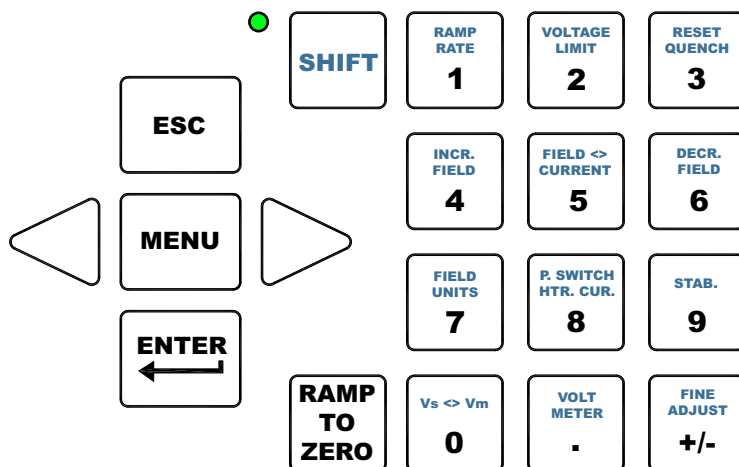 SHIFT
RAMP
RATE
1
VOLTAGE
LIMIT
2
RESET
QUENCH
3
ESC
INCR.
FIELD
4
FIELD <>
CURRENT
5
DECR.
FIELD
6
MENU
FIELD
UNITS
7
P. SWITCH
HTR. CUR.
8
STAB.
9
ENTER
RAMP
TO
ZERO
Vs <> Vm
0
VOLT
METER
.
FINE
ADJUST
+/-